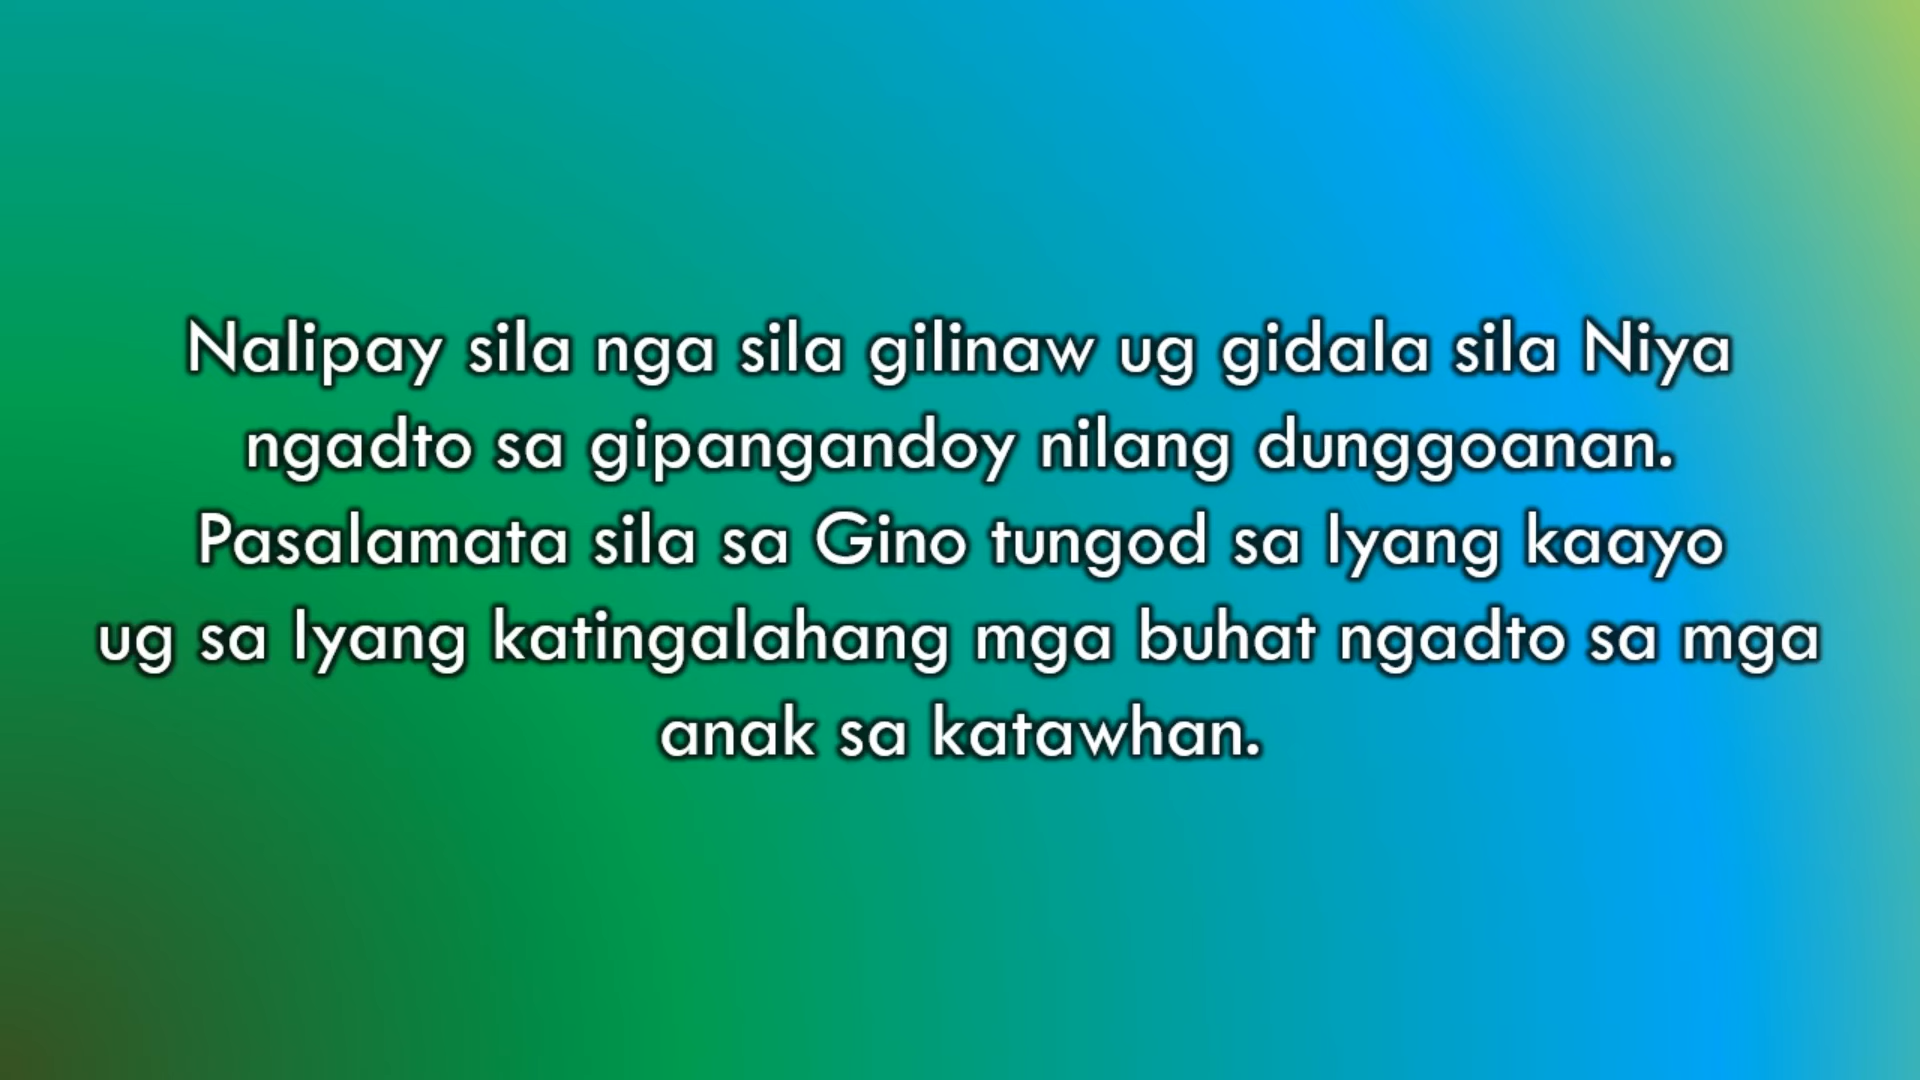 Nalipay sila nga sila gilinaw ug gidala sila Niya
ngadto sa gipangandoy nilang dunggoanan.
Pasalamata sila sa Gino tungod sa Iyang kaayo
ug sa Iyang katingalahang mga buhat ngadto sa mga
anak sa katawhan.